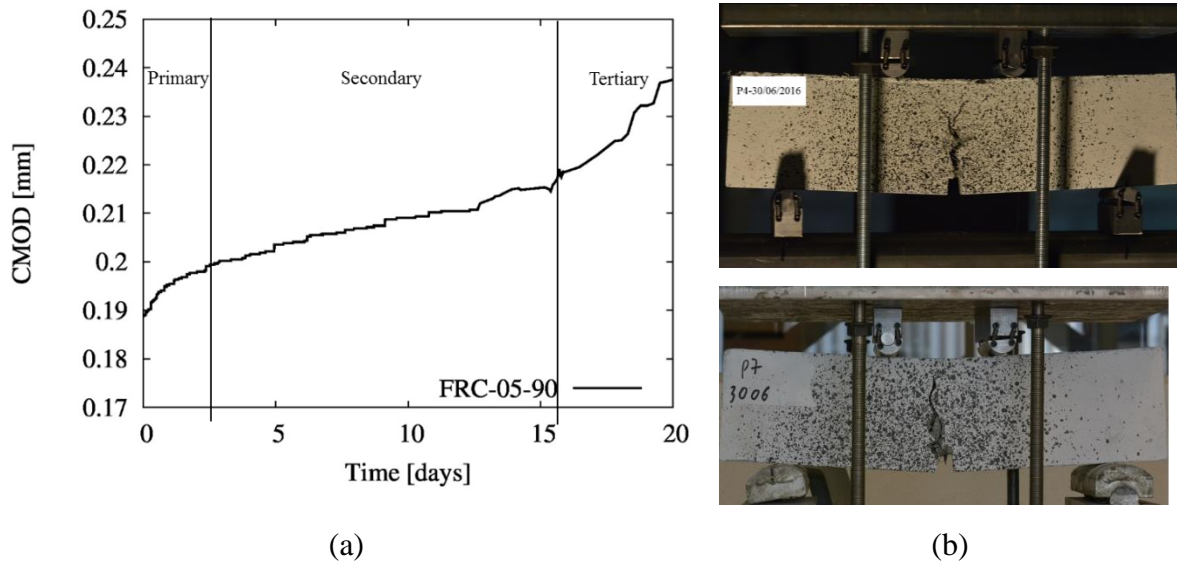 0.25
0.24
0.23
0.22
0.21
0.2
0.19
0.18
0.17
CMOD [mm]
Primary
Secondary
Tertiary
FRC-05-90
0
5
10
15
20
Time [days]
(a)
P4-30/06/2016
P7
3006
(b)